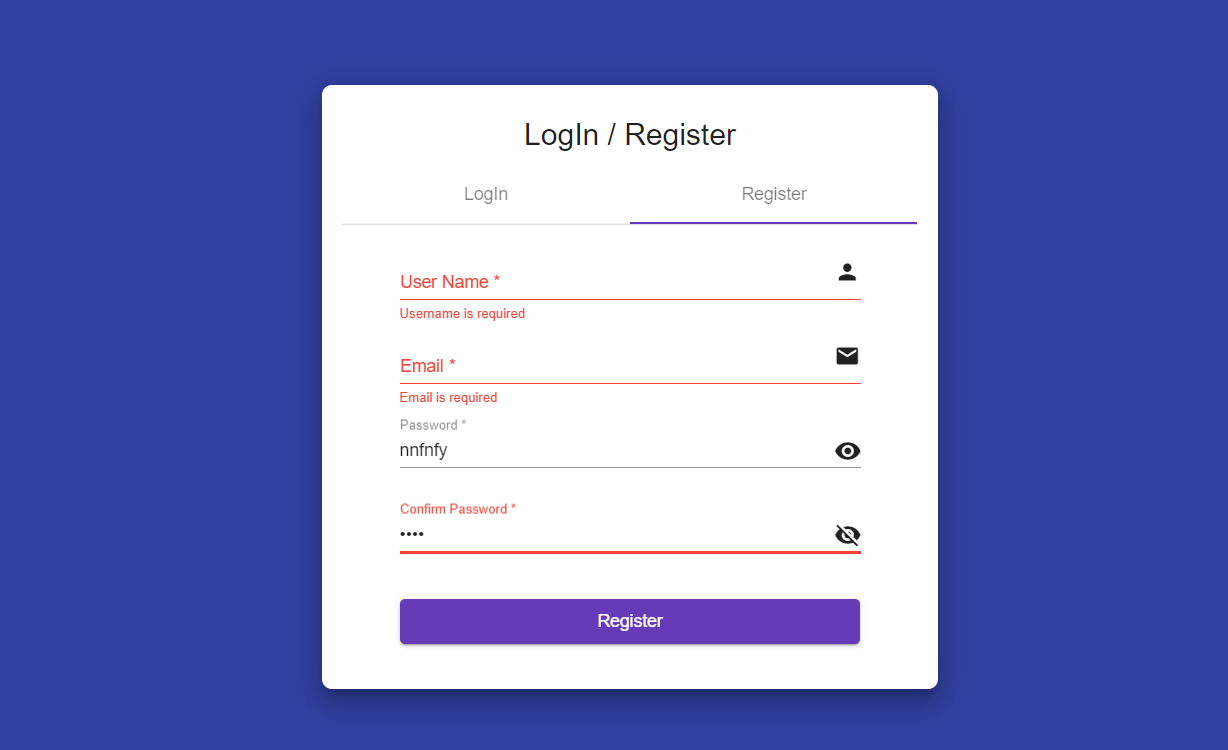 LogIn / Register
LogIn Register
User Name *
Username is required
Email *
Email is required
Password *
nnfnfy
Confirm Password *
••••
Register